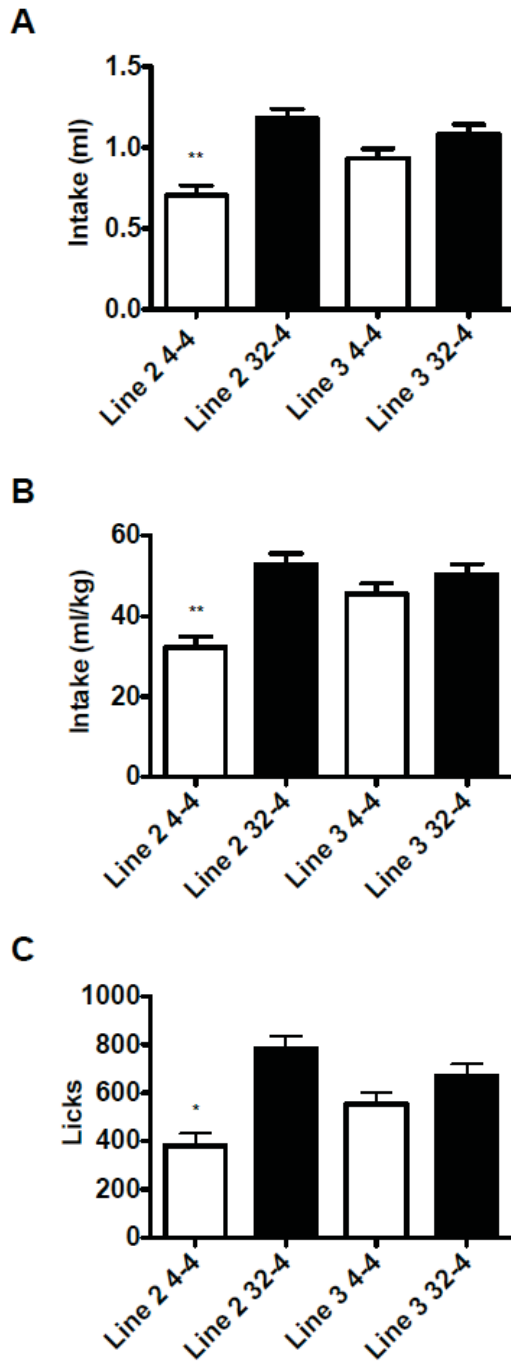 A
Intake (ml)
1.5
1.0
0.5
0.0
**
Line 2 4-4
Line 2 32-4
Line 3 4-4
Line 3 32-4
B
Intake (ml/kg)
60
40
20
0
**
Line 2 4-4
Line 2 32-4
Line 3 4-4
Line 3 32-4
C
Licks
1000
800
600
400
200
0
*
Line 2 4-4
Line 2 32-4
Line 3 4-4
Line 3 32-4